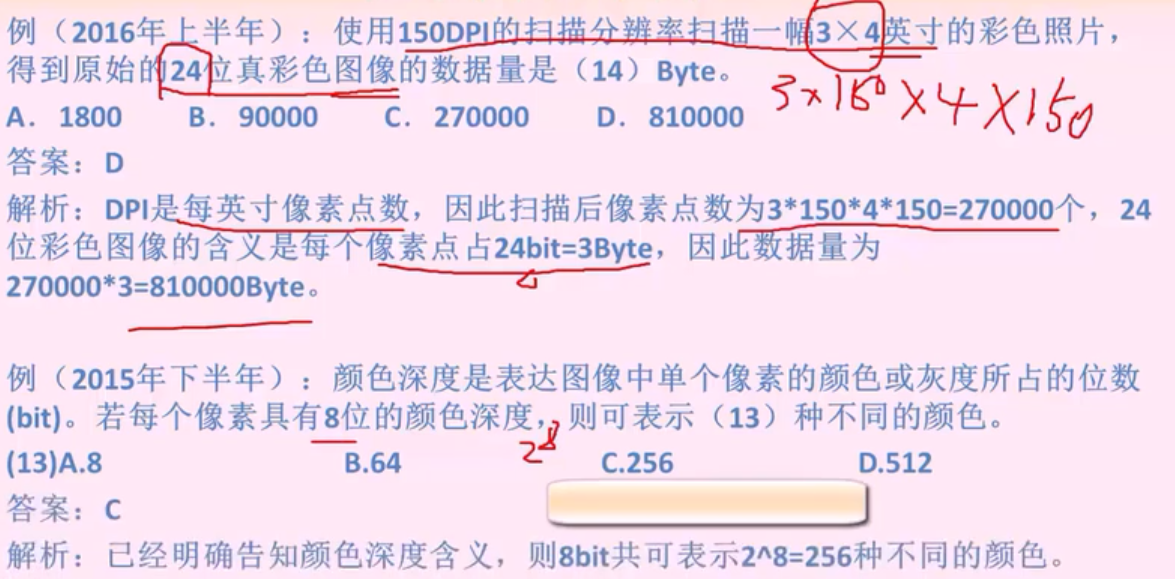 例（2016年上半年）：使用150DPI的扫描分辨率扫描一幅3×4英寸的彩色照片，
得到原始的24位真彩色图像的数据量是（14）Byte。
3×150×4×150
A．1800 B．90000 C．270000 D．810000
答案：D
解析：DPI是每英寸像素点数，因此扫描后像素点数为3*150*4*150=270000个，24
位彩色图像的含义是每个像素点占24bit=3Byte，因此数据量为
270000*3=810000Byte。
例（2015年下半年）：颜色深度是表达图像中单个像素的颜色或灰度所占的位数
(bit)。若每个像素具有8位的颜色深度，则可表示（13）种不同的颜色。
2^8
(13)A.8 B.64 C.256 D.512
答案：C
解析：已经明确告知颜色深度含义，则8bit共可表示2^8=256种不同的颜色。